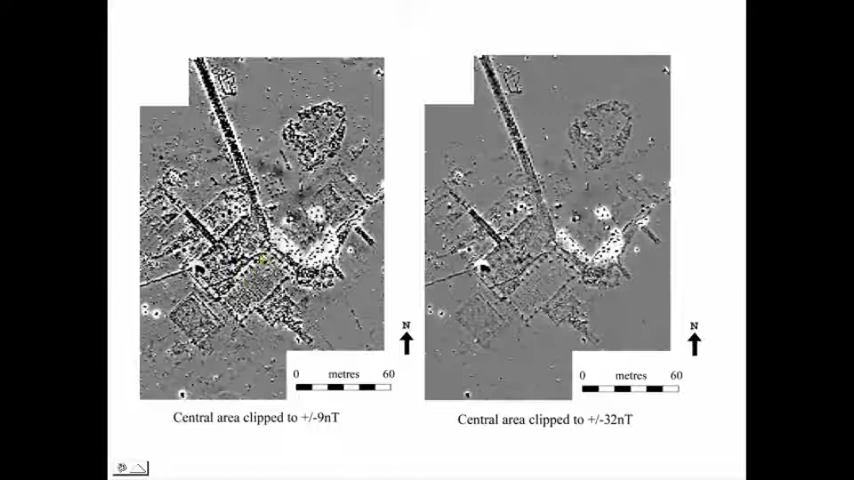 N
N
0 metres 60
0 metres 60
Central area clipped to +/-9nT
Central area clipped to +/-32nT